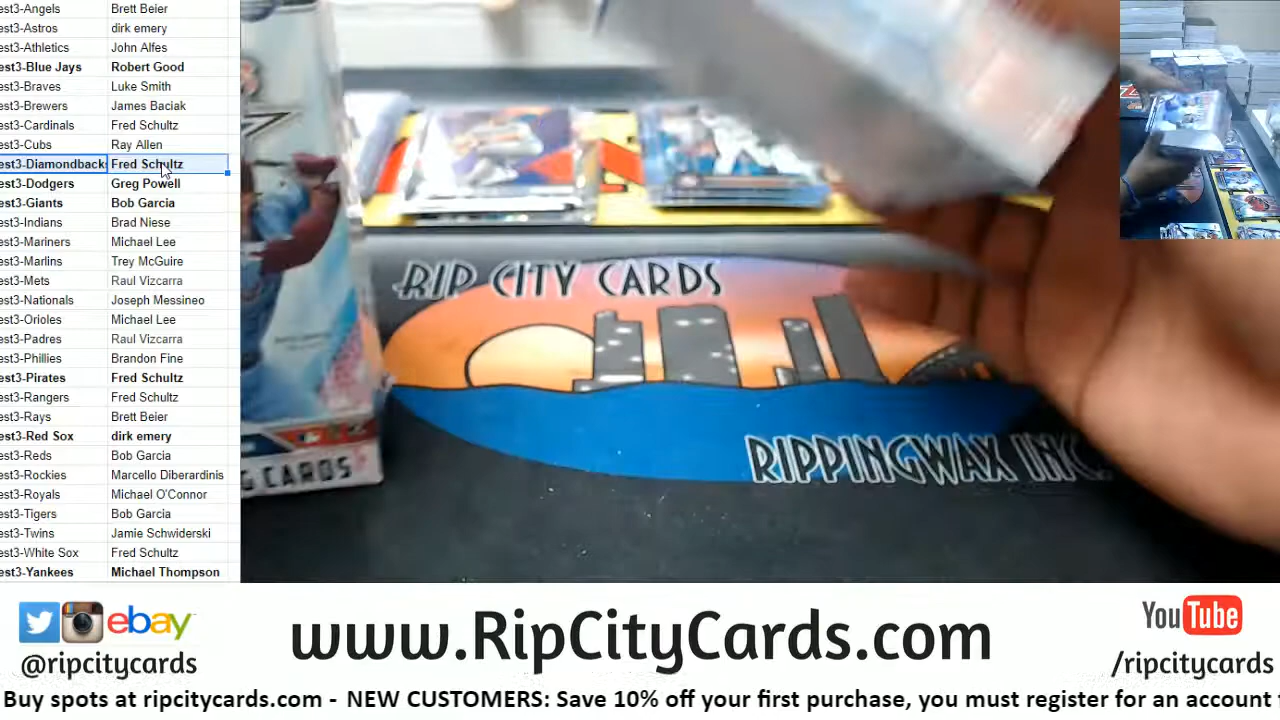 est3-Angels Brett Beier
est3-Astros dirk emery
est3-Athletics John Alfes
est3-Blue Jays Robert Good
est3-Braves Luke Smith
est3-Brewers James Baciak
est3-Cardinals Fred Schultz
est3-Cubs Ray Allen
est3-Diamondback Fred Schultz
est3-Dodgers Greg Powell
est3-Giants Bob Garcia
est3-Indians Brad Niese
est3-Mariners Michael Lee
est3-Marlins Trey McGuire
est3-Mets Raul Vizcarra
est3-Nationals Joseph Messineo
est3-Orioles Michael Lee
est3-Padres Raul Vizcarra
est3-Phillies Brandon Fine
est3-Pirates Fred Schultz
est3-Rangers Fred Schultz
est3-Rays Brett Beier
est3-Red Sox dirk emery
est3-Reds Bob Garcia
est3-Rockies Marcello Diberardinis
est3-Royals Michael O'Connor
est3-Tigers Bob Garcia
est3-Twins Jamie Schwiderski
est3-White Sox Fred Schultz
est3-Yankees Michael Thompson
RIP CITY CARDS
RIPPINGWAX INC.
G CARDS
ebay
@ripcitycards
www.RipCityCards.com
YouTube
/ripcitycards
Buy spots at ripcitycards.com - NEW CUSTOMERS: Save 10% off your first purchase, you must register for an account